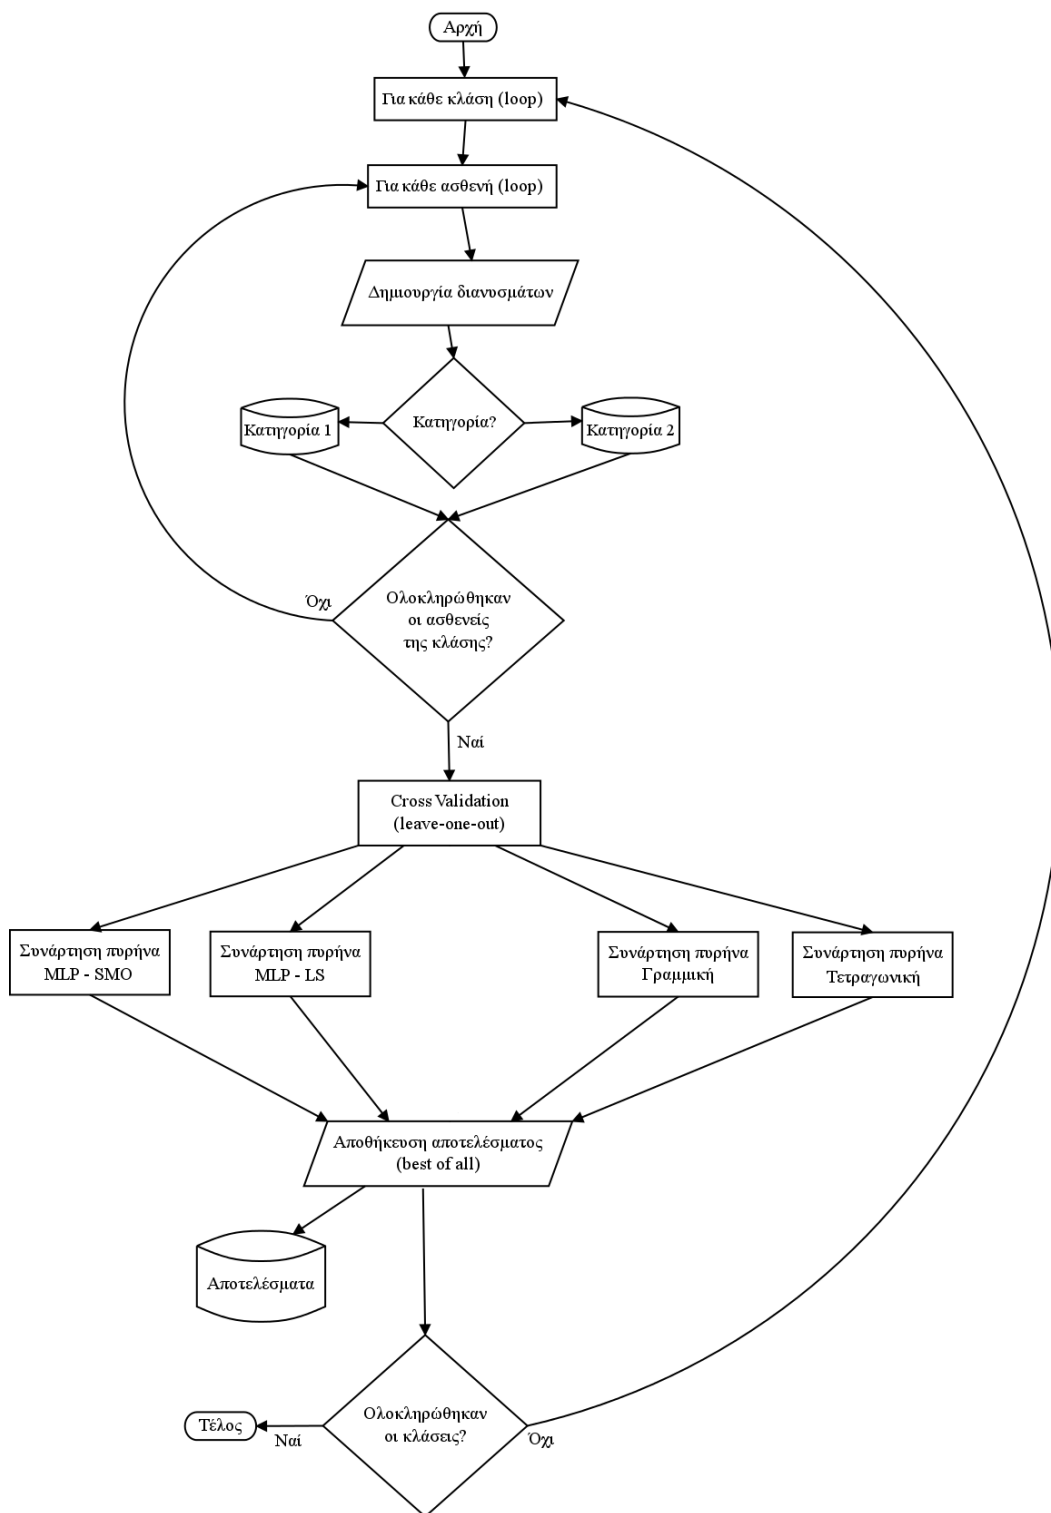 Αρχή
Για κάθε κλάση (loop)
Για κάθε ασθενή (loop)
Δημιουργία διανυσμάτων
Κατηγορία?
Κατηγορία 1
Κατηγορία 2
Ολοκληρώθηκαν
οι ασθενείς
της κλάσης?
Όχι
Ναί
Cross Validation
(leave-one-out)
Συνάρτηση πυρήνα
MLP - SMO
Συνάρτηση πυρήνα
MLP - LS
Συνάρτηση πυρήνα
Γραμμική
Συνάρτηση πυρήνα
Τετραγωνική
Αποθήκευση αποτελέσματος
(best of all)
Αποτελέσματα
Ολοκληρώθηκαν
οι κλάσεις?
Τέλος
Ναί
Όχι